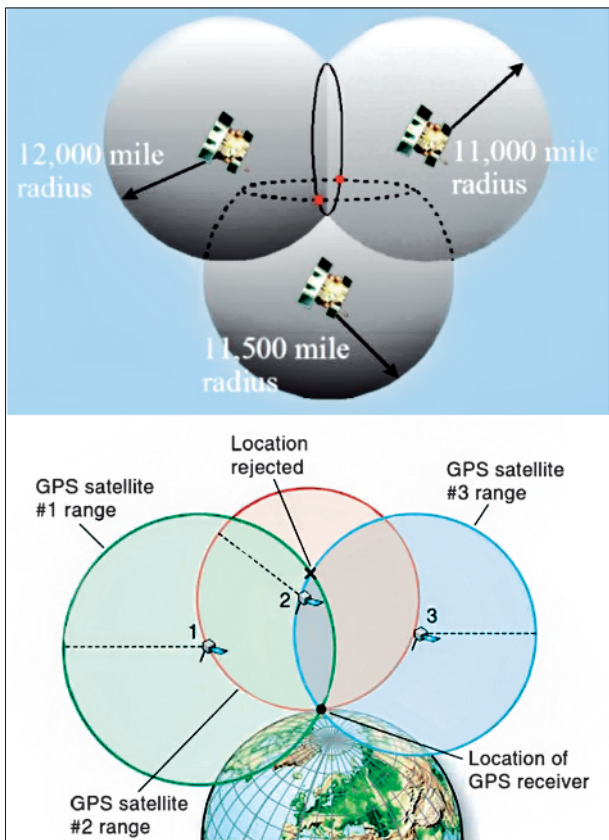 12,000 mile
radius
11,000 mile
radius
11,500 mile
radius
Location
rejected
GPS satellite
#1 range
GPS satellite
#3 range
2
1
3
Location of
GPS receiver
GPS satellite
#2 range